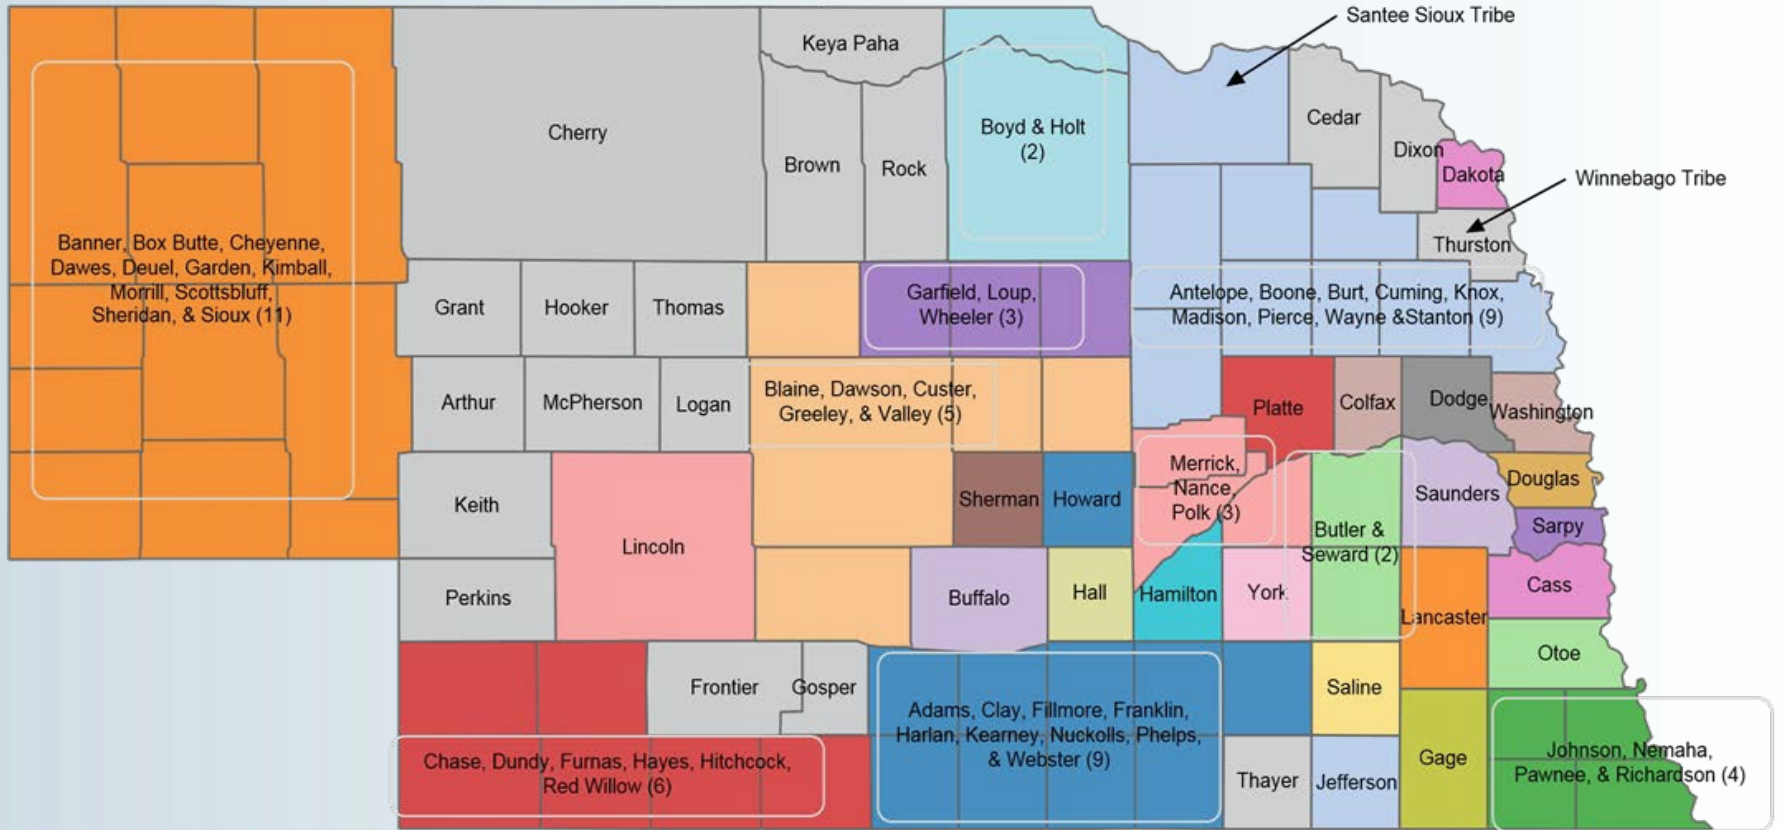 Santee Sioux Tribe
Keya Paha
Cherry
Boyd & Holt
(2)
Cedar
Brown
Rock
Dixon
Dakota
Winnebago Tribe
Thurston
Banner, Box Butte, Cheyenne,
Dawes, Deuel, Garden, Kimball,
Morrill, Scottsbluff,
Sheridan, & Sioux (11)
Grant
Hooker
Thomas
Garfield, Loup,
Wheeler (3)
Antelope, Boone, Burt, Cuming, Knox,
Madison, Pierce, Wayne &Stanton (9)
Arthur
McPherson
Logan
Blaine, Dawson, Custer,
Greeley, & Valley (5)
Platte
Colfax
Dodge
Washington
Keith
Lincoln
Sherman
Howard
Merrick,
Nance,
Polk (3)
Butler &
Seward (2)
Saunders
Douglas
Sarpy
Perkins
Buffalo
Hall
Hamilton
York
Lancaster
Cass
Otoe
Frontier
Gosper
Adams, Clay, Fillmore, Franklin,
Harlan, Kearney, Nuckolls, Phelps,
& Webster (9)
Saline
Chase, Dundy, Furnas, Hayes, Hitchcock,
Red Willow (6)
Thayer
Jefferson
Gage
Johnson, Nemaha,
Pawnee, & Richardson (4)